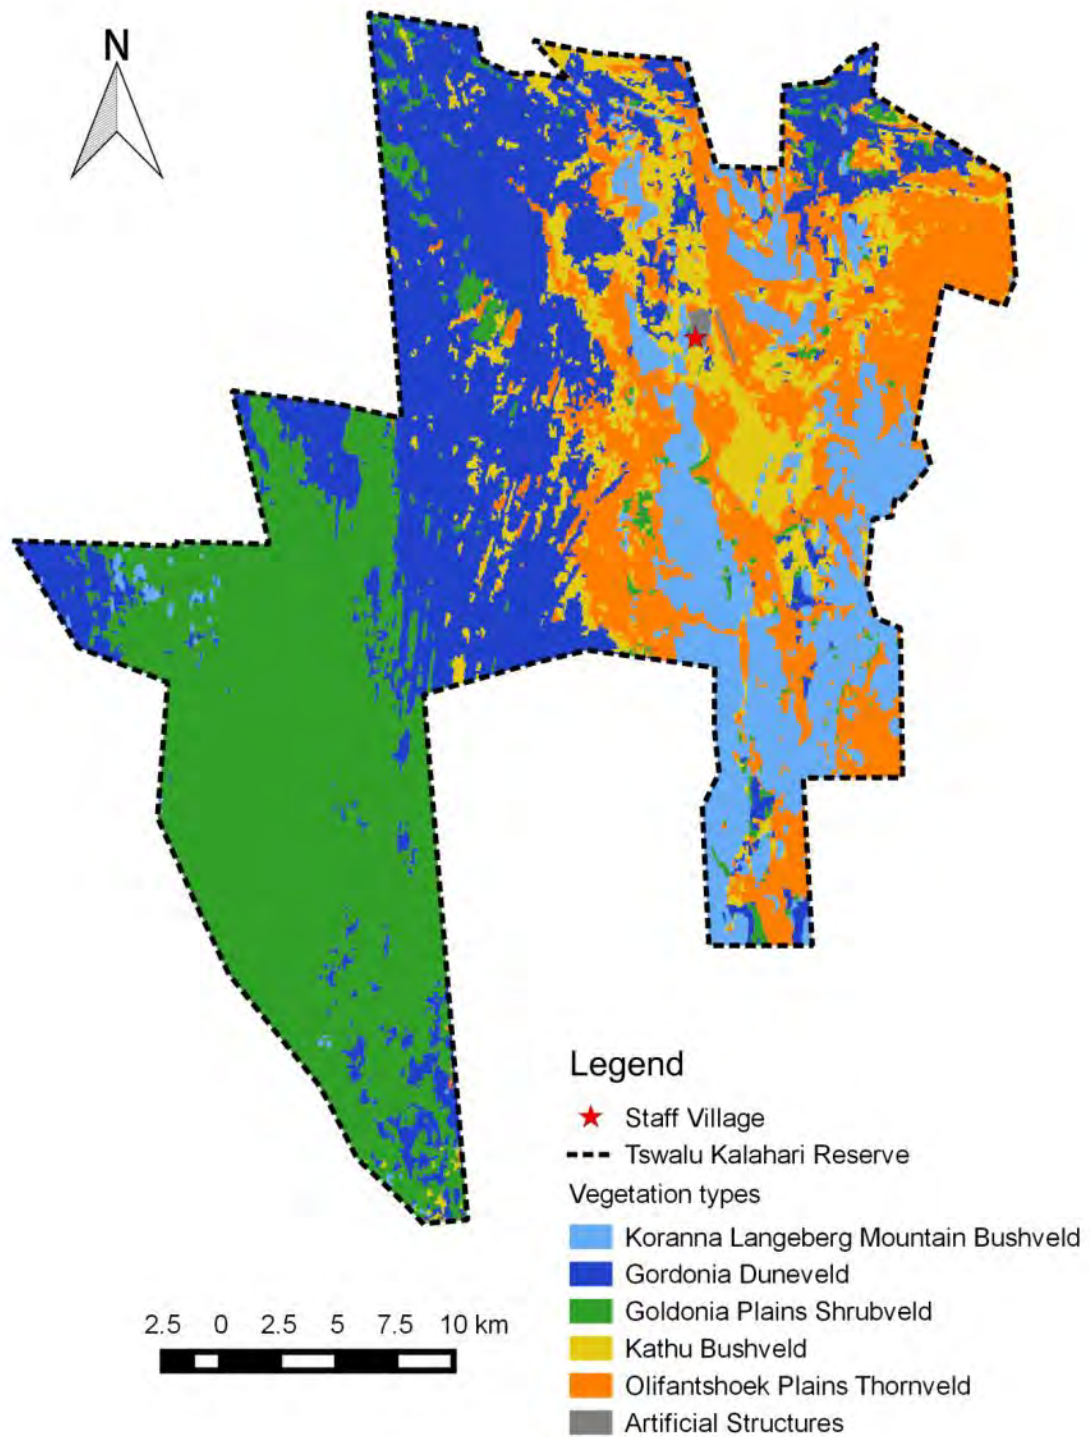 N
Legend
Staff Village
Tswalu Kalahari Reserve
Vegetation types
Koranna Langeberg Mountain Bushveld
Gordonia Duneveld
Goldonia Plains Shrubveld
Kathu Bushveld
Olifantshoek Plains Thornveld
Artificial Structures
2.5 0 2.5 5 7.5 10 km